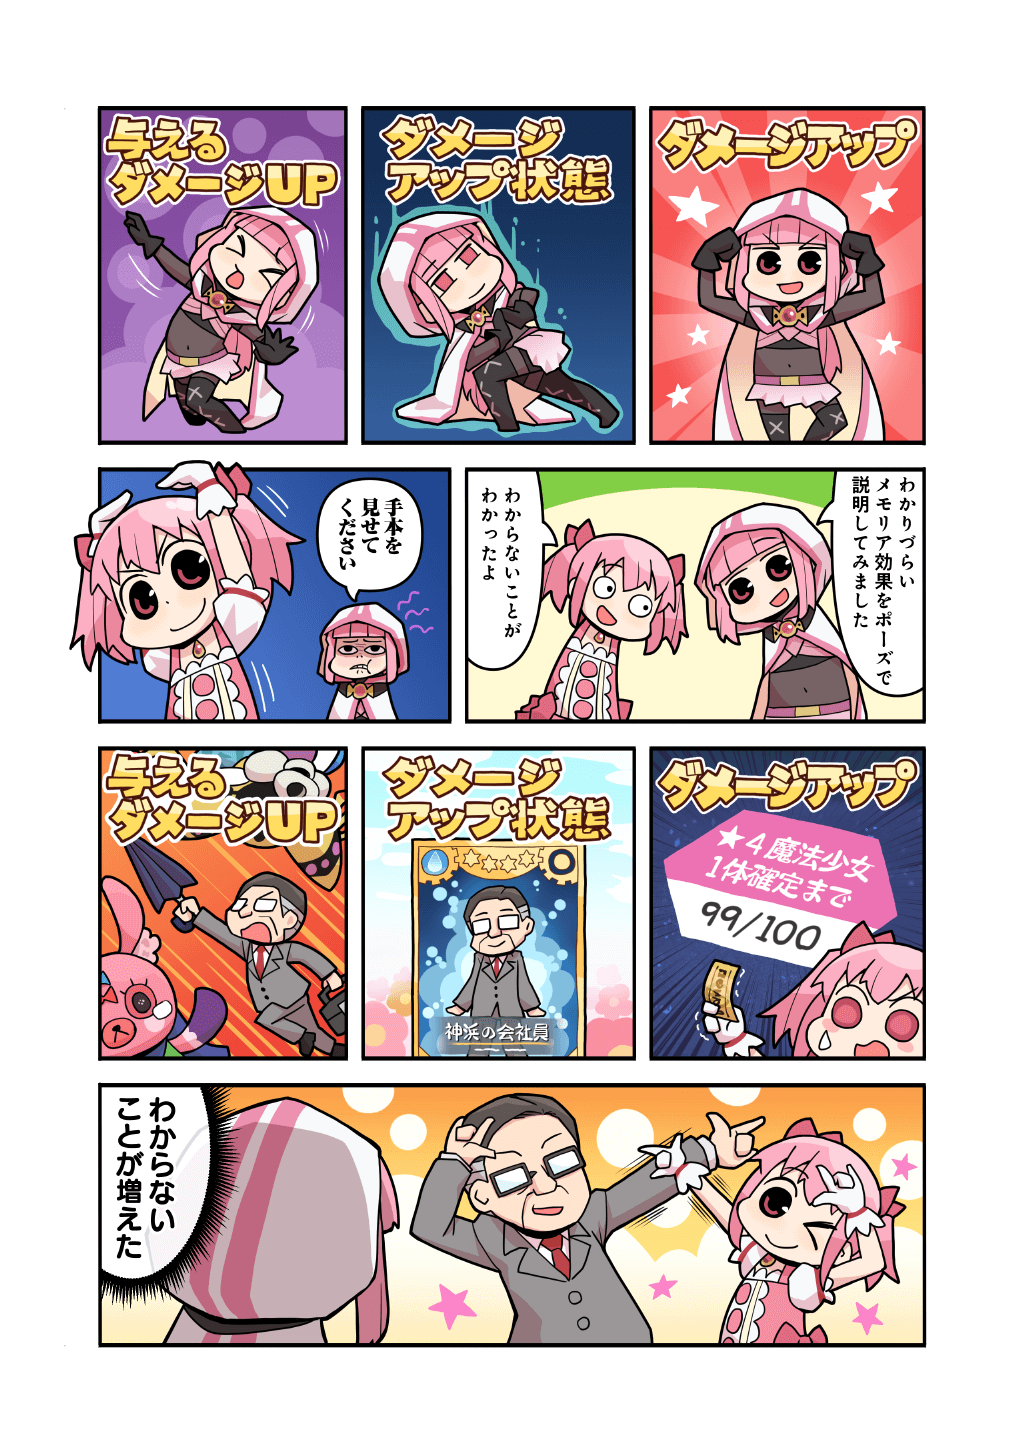 ダメージアップ
ダメージ
アップ状態
与える
ダメージUP
わかりづらい
メモリア効果をポーズで
説明してみました
わからないことが
わかったよ
手本を
見せて
ください
ダメージアップ
★4魔法少女
1体確定まで
99/100
ダメージ
アップ状態
神浜の会社員
与える
ダメージUP
わからない
ことが増えた